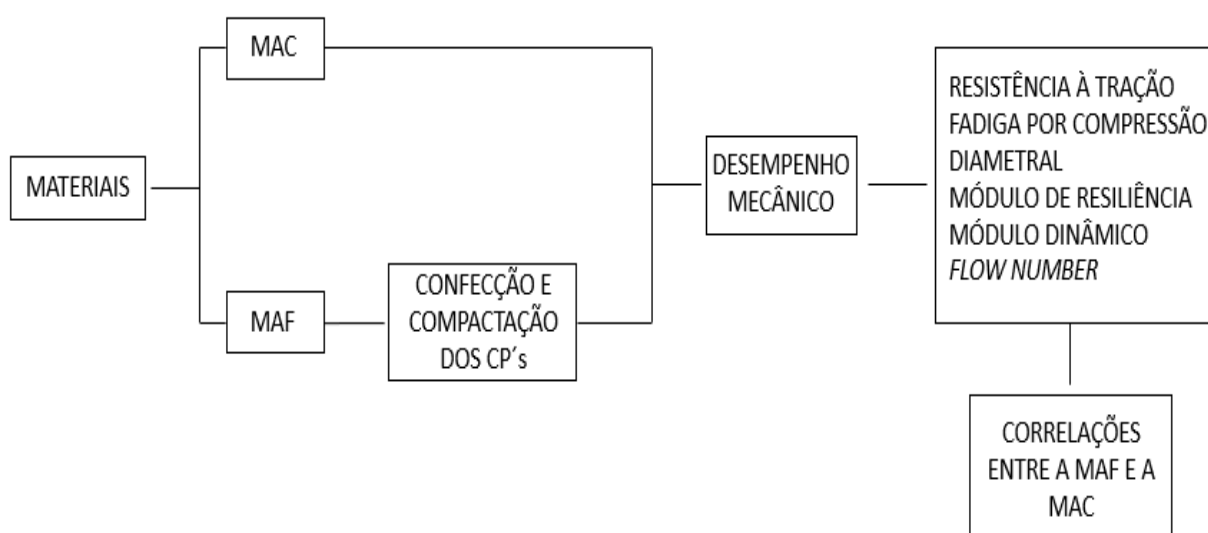 MAC
MATERIAIS
MAF
CONFECÇÃO E
COMPACTAÇÃO
DOS CP´s
DESEMPENHO
MECÂNICO
RESISTÊNCIA À TRAÇÃO
FADIGA POR COMPRESSÃO
DIAMETRAL
MÓDULO DE RESILIÊNCIA
MÓDULO DINÂMICO
FLOW NUMBER
CORRELAÇÕES
ENTRE A MAF E A
MAC